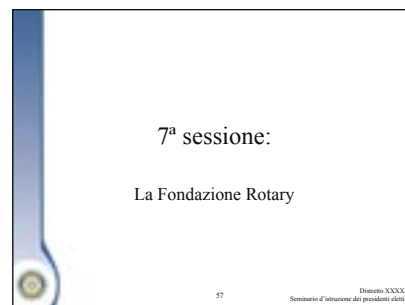 7ª sessione:
La Fondazione Rotary
57
Distretto XXXX
Seminario d'istruzione dei presidenti eletti